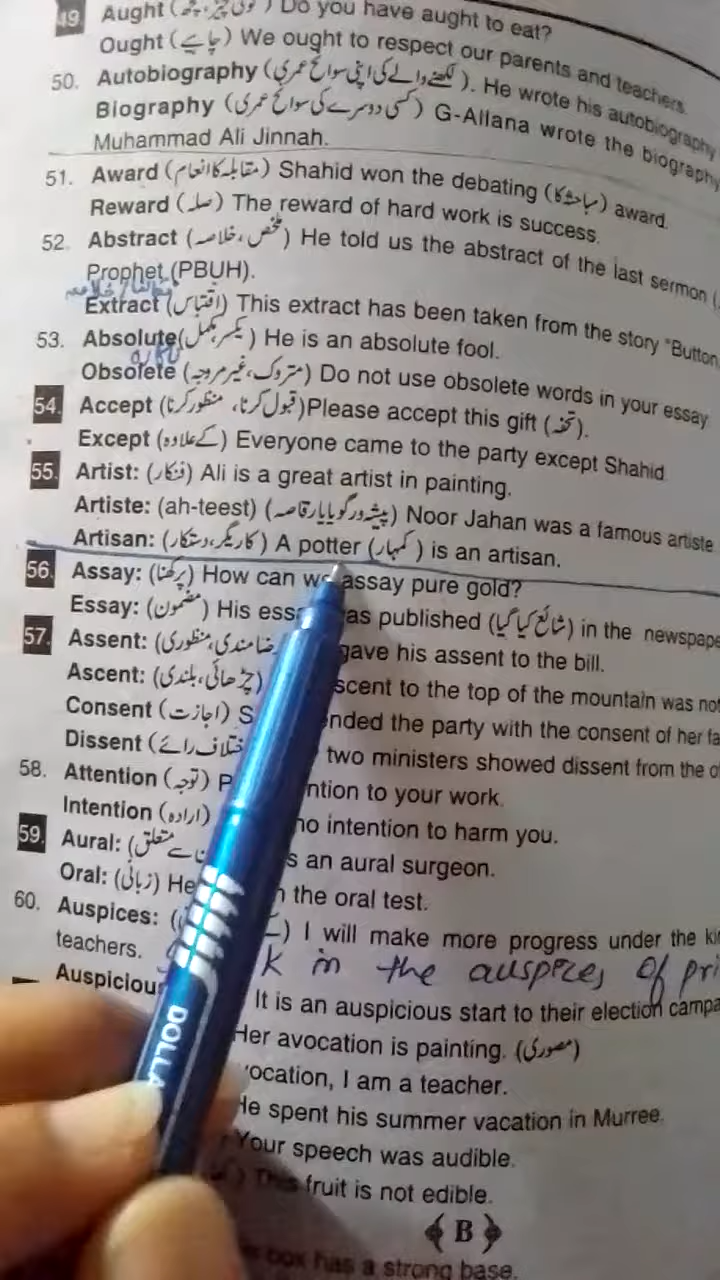 49. Aught (کوئی چیز، کچھ) Do you have aught to eat?
Ought (چاہیے) We ought to respect our parents and teachers.
50. Autobiography (لکھنے والے کی اپنی سوانح عمری). He wrote his autobiography
Biography (کسی دوسرے کی سوانح عمری) G-Allana wrote the biography
Muhammad Ali Jinnah.
51. Award (مقابلہ کا انعام) Shahid won the debating (مباحثہ کا) award.
Reward (صلہ) The reward of hard work is success.
52. Abstract (ملخص، خلاصہ) He told us the abstract of the last sermon (
Prophet (PBUH).
Extract (اقتباس) This extract has been taken from the story "Button,
53. Absolute (یکسر، مکمل) He is an absolute fool.
Obsolete (متروک، غیر مروجہ) Do not use obsolete words in your essay
54. Accept (قبول کرنا، منظور کرنا) Please accept this gift (تحفہ).
Except (کے علاوہ) Everyone came to the party except Shahid
55. Artist: (فنکار) Ali is a great artist in painting.
Artiste: (ah-teest) (پیشہ ور گویا یا رقاصہ) Noor Jahan was a famous artiste
Artisan: (کاریگر، دستکار) A potter (کمہار) is an artisan.
56. Assay: (پرکھنا) How can we assay pure gold?
Essay: (مضمون) His ess as published (شائع کیا گیا) in the newspape
57. Assent: (رضامندی، منظوری gave his assent to the bill.
Ascent: (چڑھائی، بلندی) scent to the top of the mountain was not
Consent (اجازت) S nded the party with the consent of her fa
Dissent (اختلاف رائے two ministers showed dissent from the o
58. Attention (توجہ) P ntion to your work.
Intention (ارادہ) no intention to harm you.
59. Aural: ( سے متعلق s an aural surgeon.
Oral: (زبانی) He n the oral test.
60. Auspices: ( ) I will make more progress under the ki
teachers. k in the auspices of pri
Auspiciou It is an auspicious start to their election campa
Her avocation is painting. (مصوری)
vocation, I am a teacher.
He spent his summer vacation in Murree.
Your speech was audible.
) This fruit is not edible.
B
box has a strong base.
DOLLA